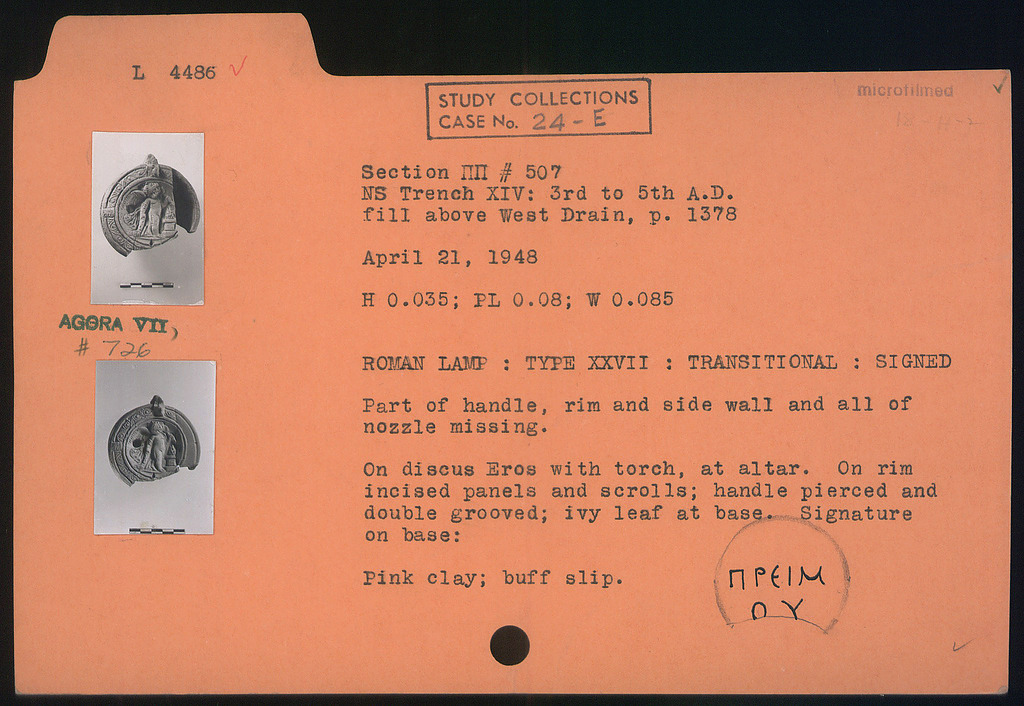 L 4486
STUDY COLLECTIONS
CASE No. 24-E
microfilmed
Section ΠΠ # 507
NS Trench XIV: 3rd to 5th A.D.
fill above West Drain, p. 1378
April 21, 1948
H 0.035; PL 0.08; W 0.085
AGORA VII,
# 726
ROMAN LAMP : TYPE XXVII : TRANSITIONAL : SIGNED
Part of handle, rim and side wall and all of
nozzle missing.
On discus Eros with torch, at altar. On rim
incised panels and scrolls; handle pierced and
double grooved; ivy leaf at base. Signature
on base:
Pink clay; buff slip.
ΠΡΕΙΜ
ΟΥ